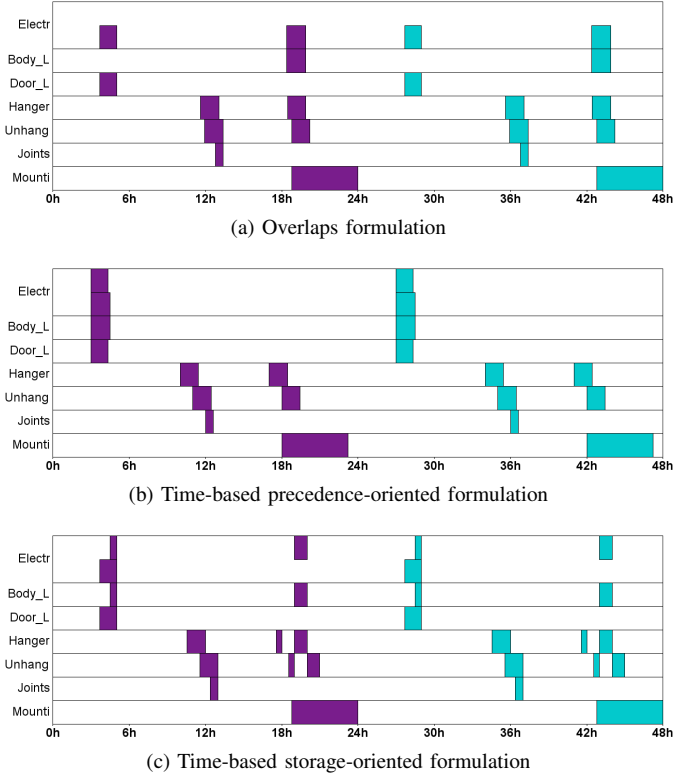 Electr
Body_L
Door_L
Hanger
Unhang
Joints
Mounti
0h 6h 12h 18h 24h 30h 36h 42h 48h
(a) Overlaps formulation
Electr
Body_L
Door_L
Hanger
Unhang
Joints
Mounti
0h 6h 12h 18h 24h 30h 36h 42h 48h
(b) Time-based precedence-oriented formulation
Electr
Body_L
Door_L
Hanger
Unhang
Joints
Mounti
0h 6h 12h 18h 24h 30h 36h 42h 48h
(c) Time-based storage-oriented formulation